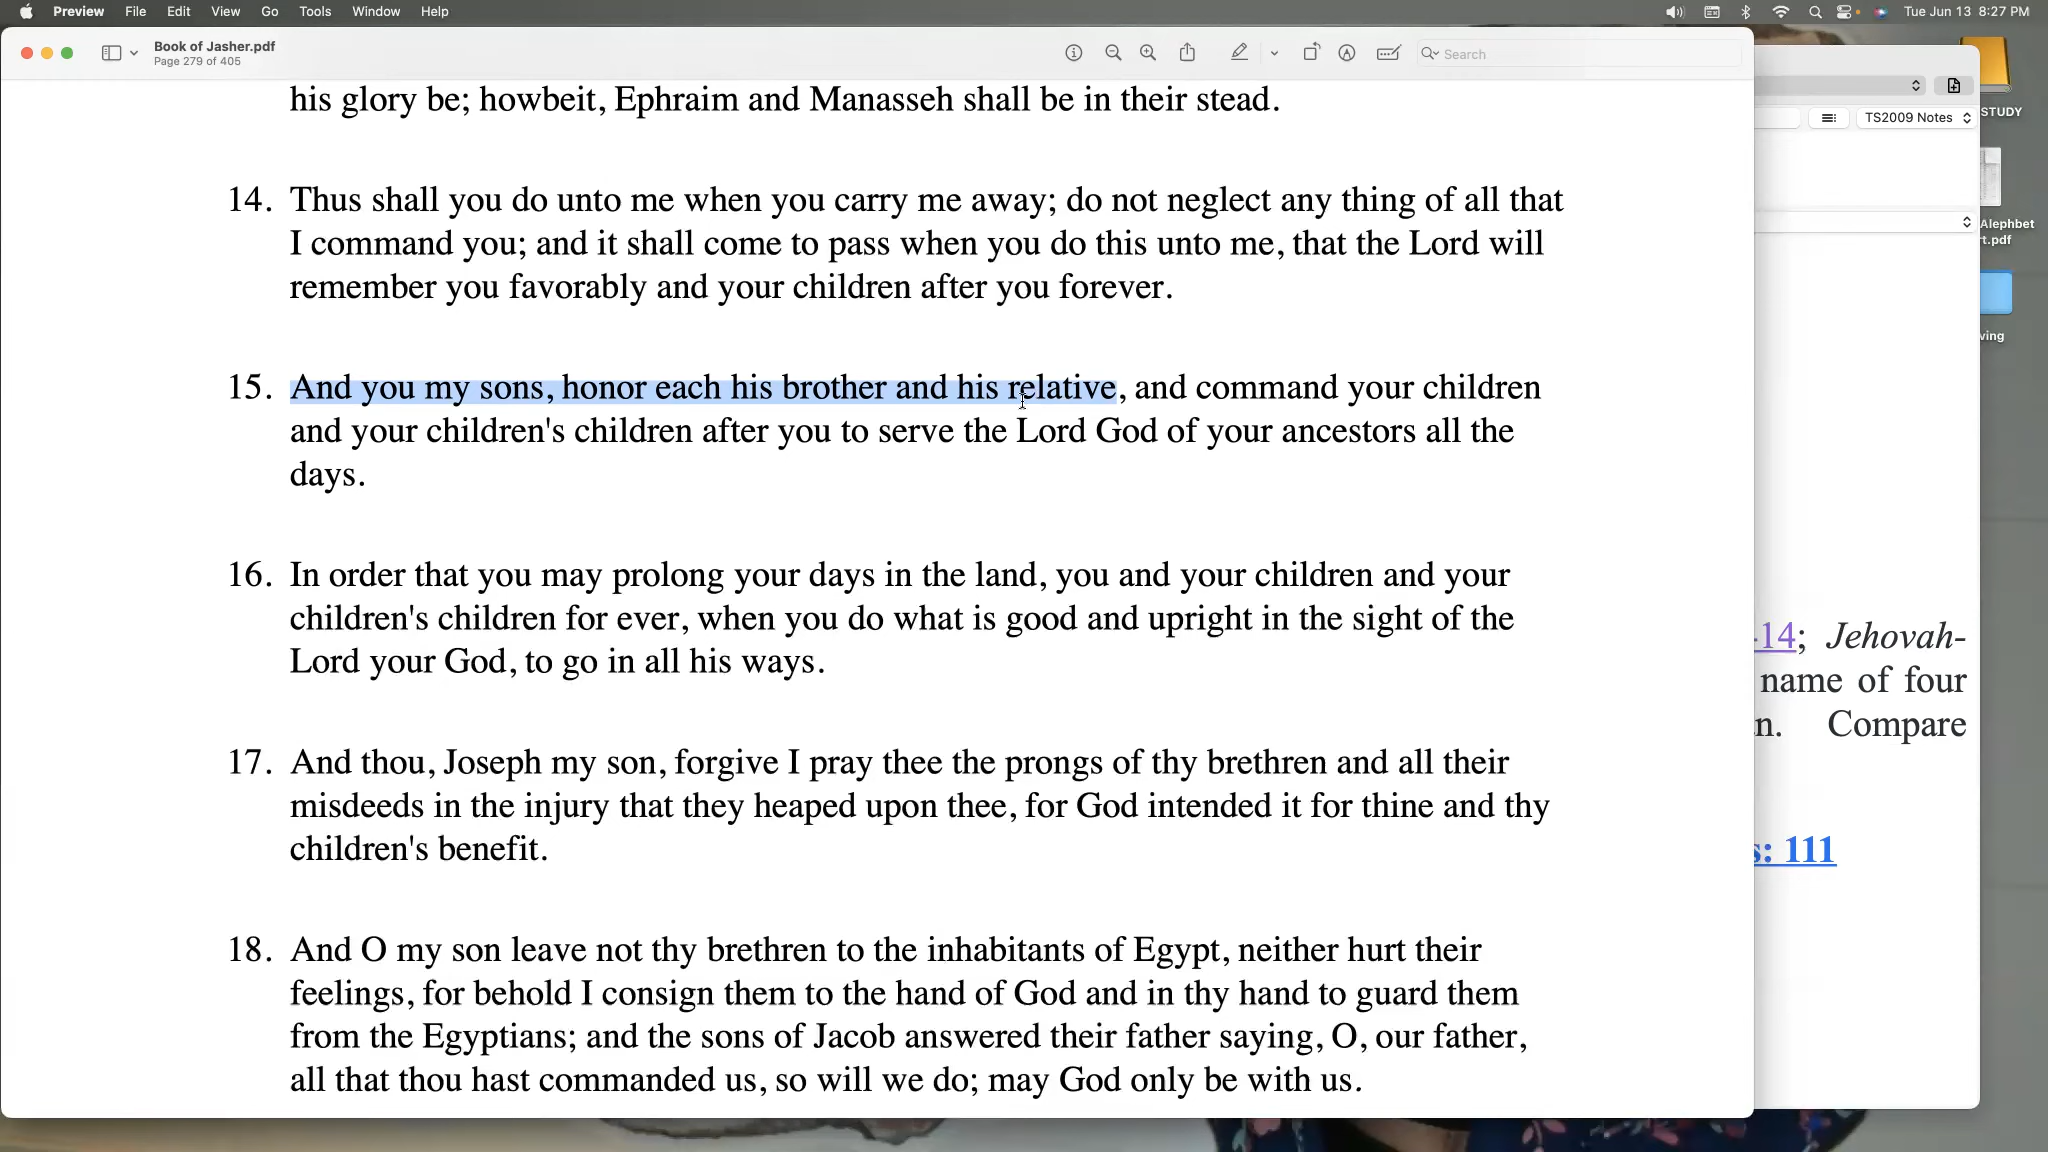 Preview File Edit View Go Tools Window Help
Tue Jun 13 8:27 PM
Book of Jasher.pdf
Page 279 of 405
Search
his glory be; howbeit, Ephraim and Manasseh shall be in their stead.
14. Thus shall you do unto me when you carry me away; do not neglect any thing of all that
I command you; and it shall come to pass when you do this unto me, that the Lord will
remember you favorably and your children after you forever.
15. And you my sons, honor each his brother and his relative, and command your children
and your children's children after you to serve the Lord God of your ancestors all the
days.
16. In order that you may prolong your days in the land, you and your children and your
children's children for ever, when you do what is good and upright in the sight of the
Lord your God, to go in all his ways.
17. And thou, Joseph my son, forgive I pray thee the prongs of thy brethren and all their
misdeeds in the injury that they heaped upon thee, for God intended it for thine and thy
children's benefit.
18. And O my son leave not thy brethren to the inhabitants of Egypt, neither hurt their
feelings, for behold I consign them to the hand of God and in thy hand to guard them
from the Egyptians; and the sons of Jacob answered their father saying, O, our father,
all that thou hast commanded us, so will we do; may God only be with us.
TS2009 Notes
-14; Jehovah-
name of four
n. Compare
s: 111
STUDY
Alephbet
t.pdf
ving